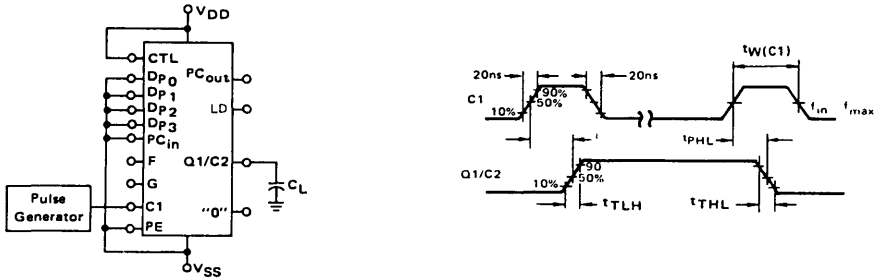 VDD
CTL
DP0
DP1
DP2
DP3
PCin
F
G
C1
PE
PCout
LD
Q1/C2
"0"
CL
Pulse
Generator
VSS
tW(C1)
20ns
20ns
C1
90%
50%
10%
fin
fmax
tPHL
Q1/C2
90
50%
10%
tTLH
tTHL